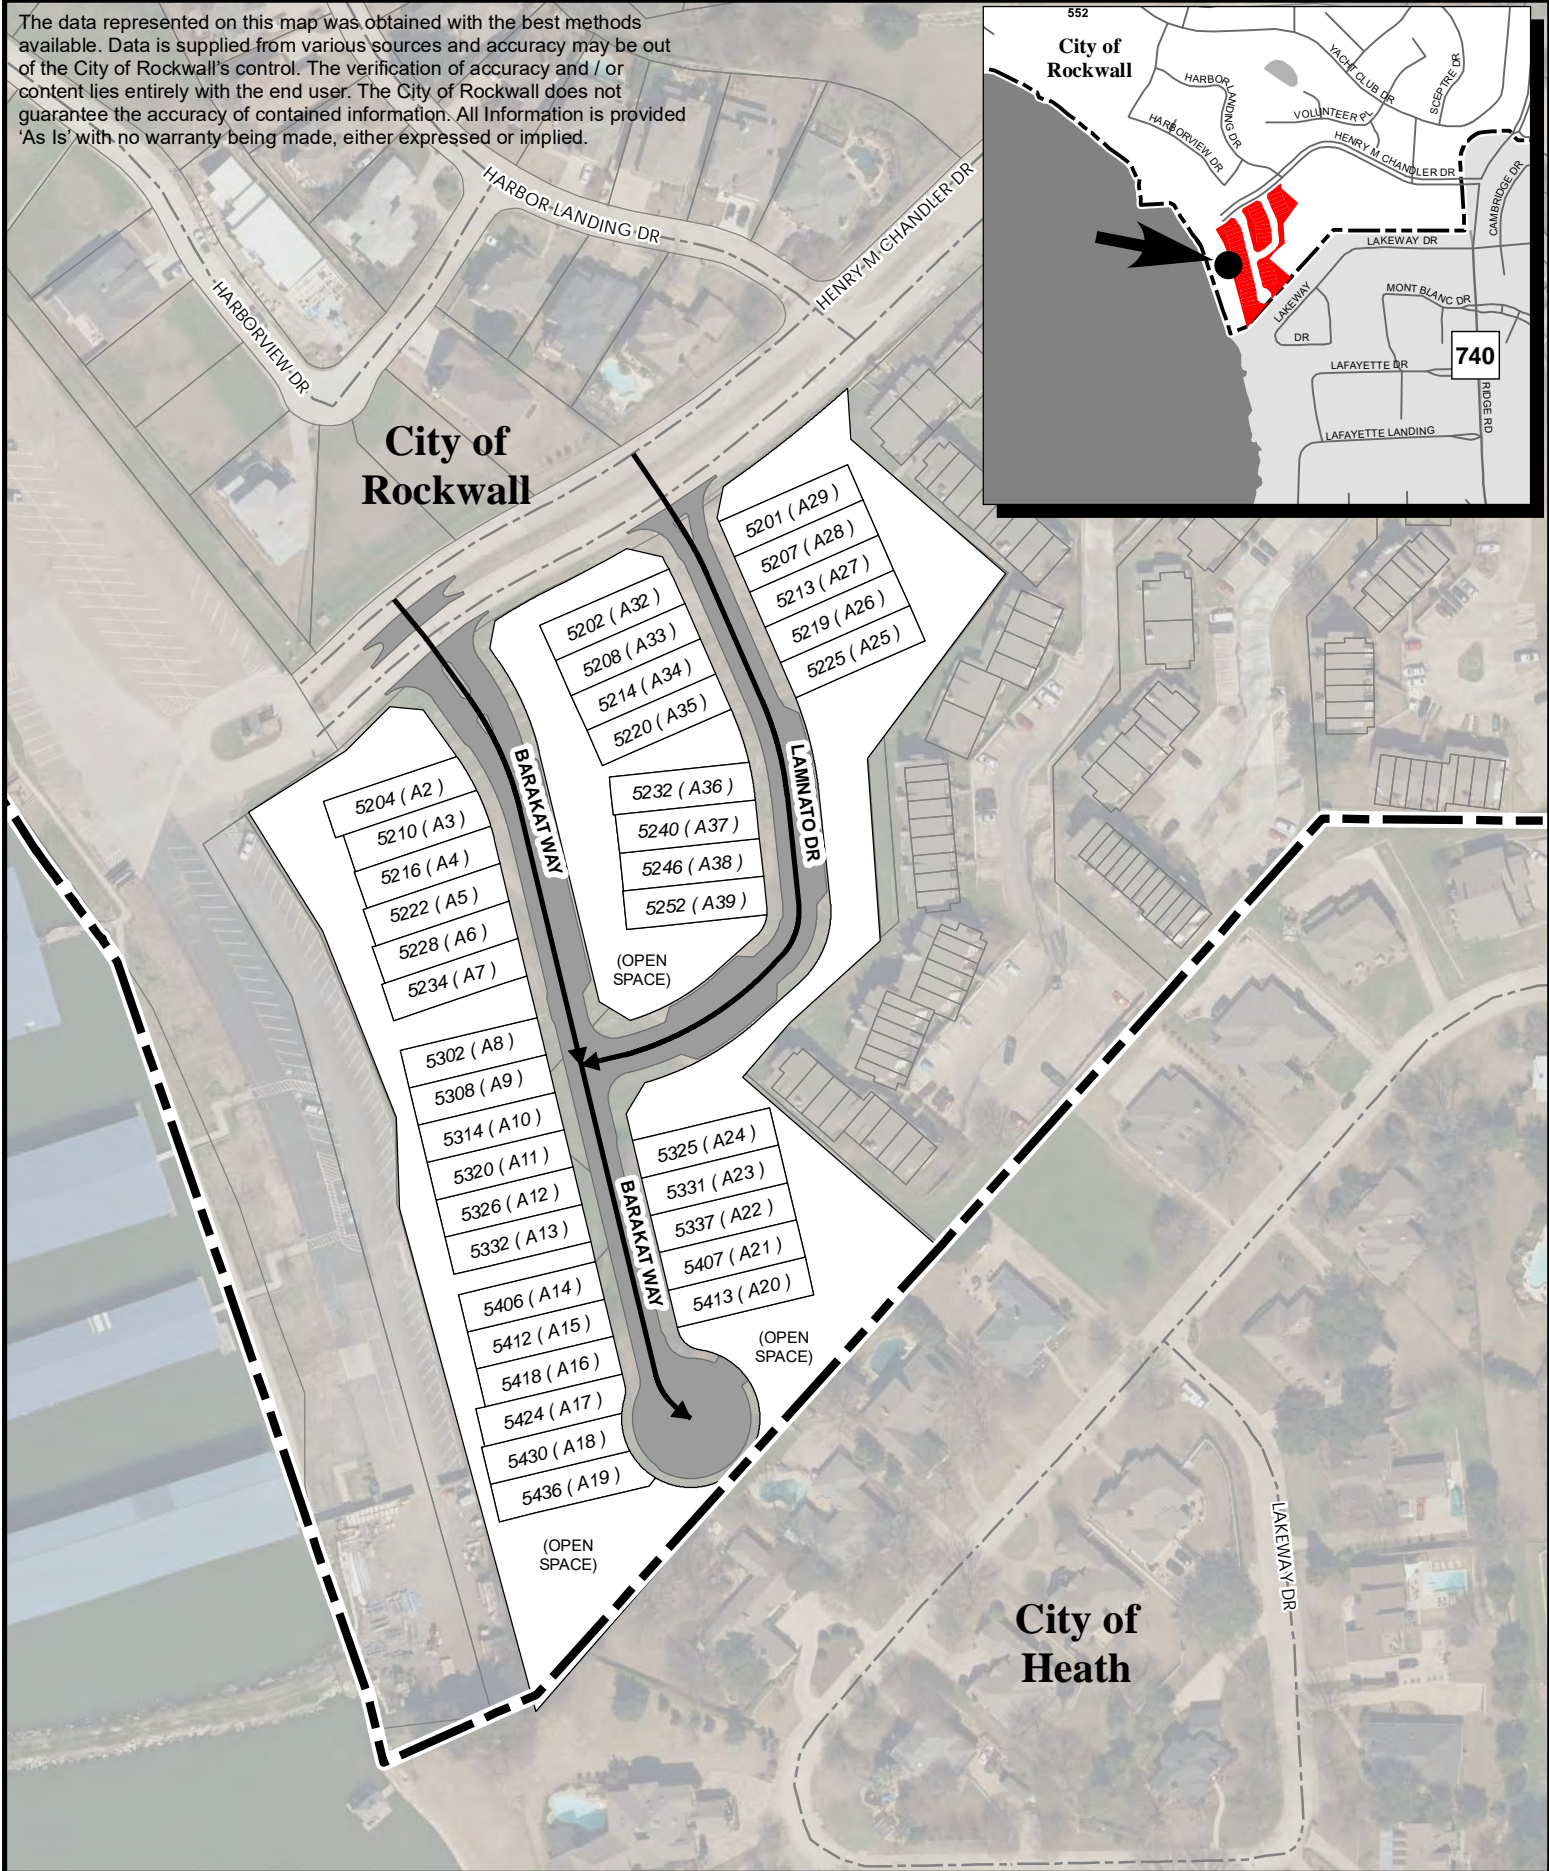 The data represented on this map was obtained with the best methods
available. Data is supplied from various sources and accuracy may be out
of the City of Rockwall's control. The verification of accuracy and / or
content lies entirely with the end user. The City of Rockwall does not
guarantee the accuracy of contained information. All Information is provided
'As Is' with no warranty being made, either expressed or implied.
552
City of
Rockwall
YACHT CLUB DR
SCEPTRE DR
HARBOR LANDING DR
VOLUNTEER PL
HARBORVIEW DR
HENRY M CHANDLER DR
CAMBRIDGE DR
LAKEWAY DR
MONT BLANC DR
LAKEWAY
DR
740
LAFAYETTE DR
RIDGE RD
LAFAYETTE LANDING
HARBOR LANDING DR
HENRY M CHANDLER DR
HARBORVIEW DR
City of
Rockwall
5201 ( A29 )
5207 ( A28 )
5213 ( A27 )
5219 ( A26 )
5225 ( A25 )
5202 ( A32 )
5208 ( A33 )
5214 ( A34 )
5220 ( A35 )
5232 ( A36 )
5240 ( A37 )
5246 ( A38 )
5252 ( A39 )
(OPEN
SPACE)
BARAKAT WAY
LAMNATO DR
5204 ( A2 )
5210 ( A3 )
5216 ( A4 )
5222 ( A5 )
5228 ( A6 )
5234 ( A7 )
5302 ( A8 )
5308 ( A9 )
5314 ( A10 )
5320 ( A11 )
5326 ( A12 )
5332 ( A13 )
5325 ( A24 )
5331 ( A23 )
5337 ( A22 )
5407 ( A21 )
5413 ( A20 )
BARAKAT WAY
(OPEN
SPACE)
5406 ( A14 )
5412 ( A15 )
5418 ( A16 )
5424 ( A17 )
5430 ( A18 )
5436 ( A19 )
(OPEN
SPACE)
LAKEWAY DR
City of
Heath